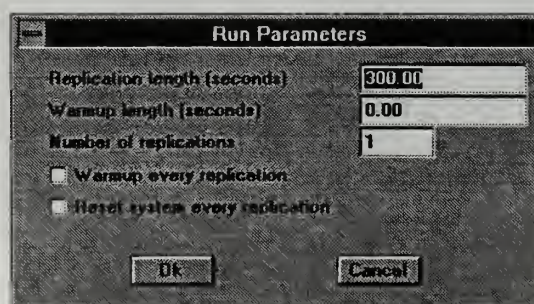 Run Parameters
Replication length (seconds) 300.00
Warmup length (seconds) 0.00
Number of replications 1
Warmup every replication
Reset system every replication
Ok Cancel